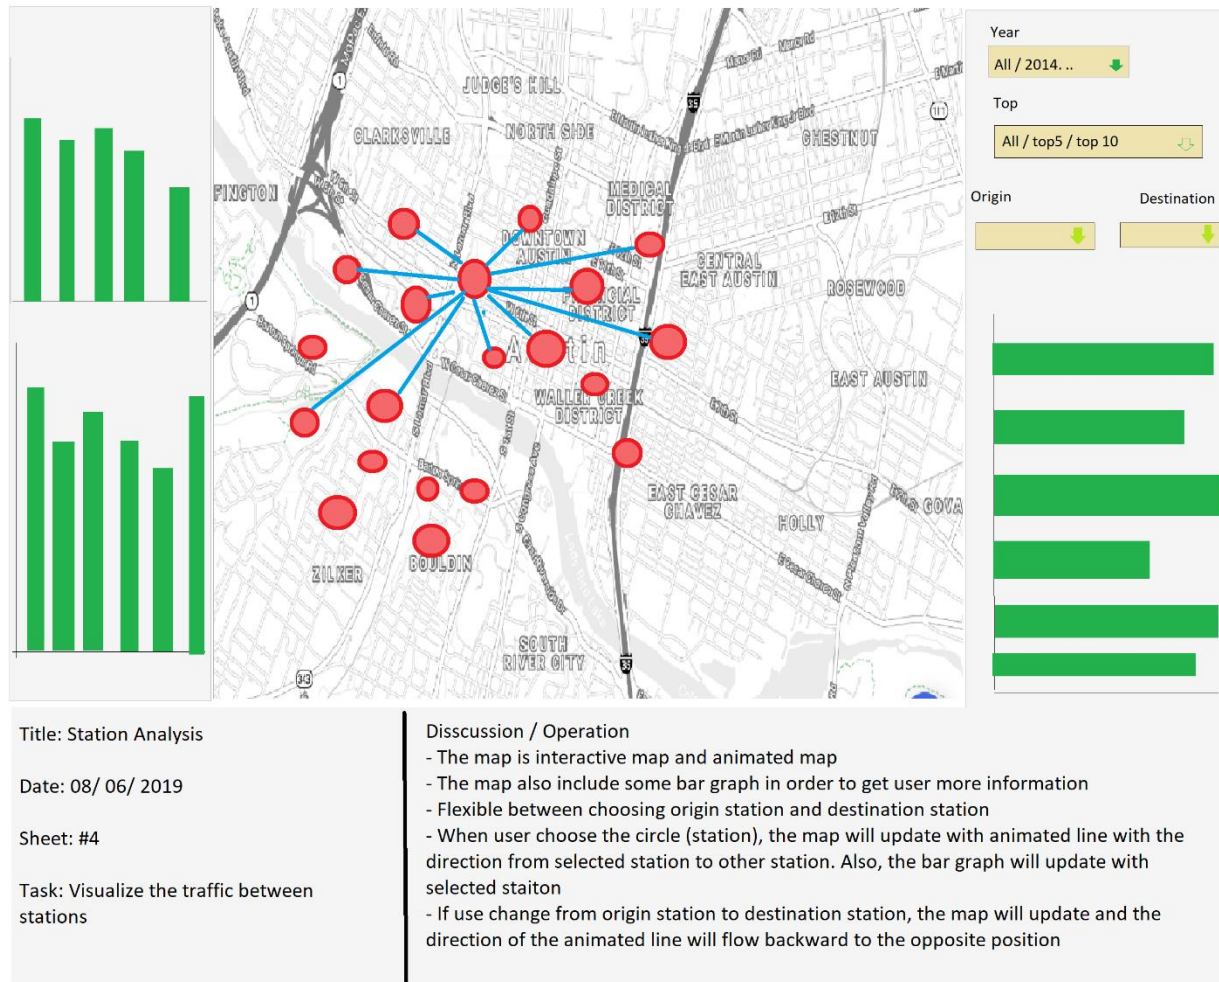 Year
All / 2014. ..
Top
All / top5 / top 10
Origin
Destination
JUDGE'S HILL
CLARKSVILLE
NORTH SIDE
CHESTNUT
MEDICAL
DISTRICT
DOWNTOWN
AUSTIN
CENTRAL
EAST AUSTIN
ROSEWOOD
DISTRICT
EAST AUSTIN
WALLER CREEK
DISTRICT
EAST CESAR
CHAVEZ
HOLLY
GOVA
ZILKER
BOULDIN
SOUTH
RIVER CITY
1
1
35
35
343
Title: Station Analysis
Date: 08/ 06/ 2019
Sheet: #4
Task: Visualize the traffic between
stations
Disscussion / Operation
- The map is interactive map and animated map
- The map also include some bar graph in order to get user more information
- Flexible between choosing origin station and destination station
- When user choose the circle (station), the map will update with animated line with the
direction from selected station to other station. Also, the bar graph will update with
selected staiton
- If use change from origin station to destination station, the map will update and the
direction of the animated line will flow backward to the opposite position